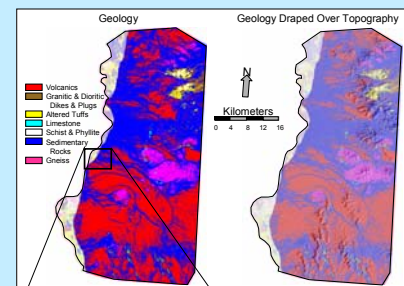 Geology
Geology Draped Over Topography
Volcanics
Granitic & Dioritic
Dikes & Plugs
Altered Tuffs
Limestone
Schist & Phyllite
Sedimentary
Rocks
Gneiss
N
Kilometers
0 4 8 12 16